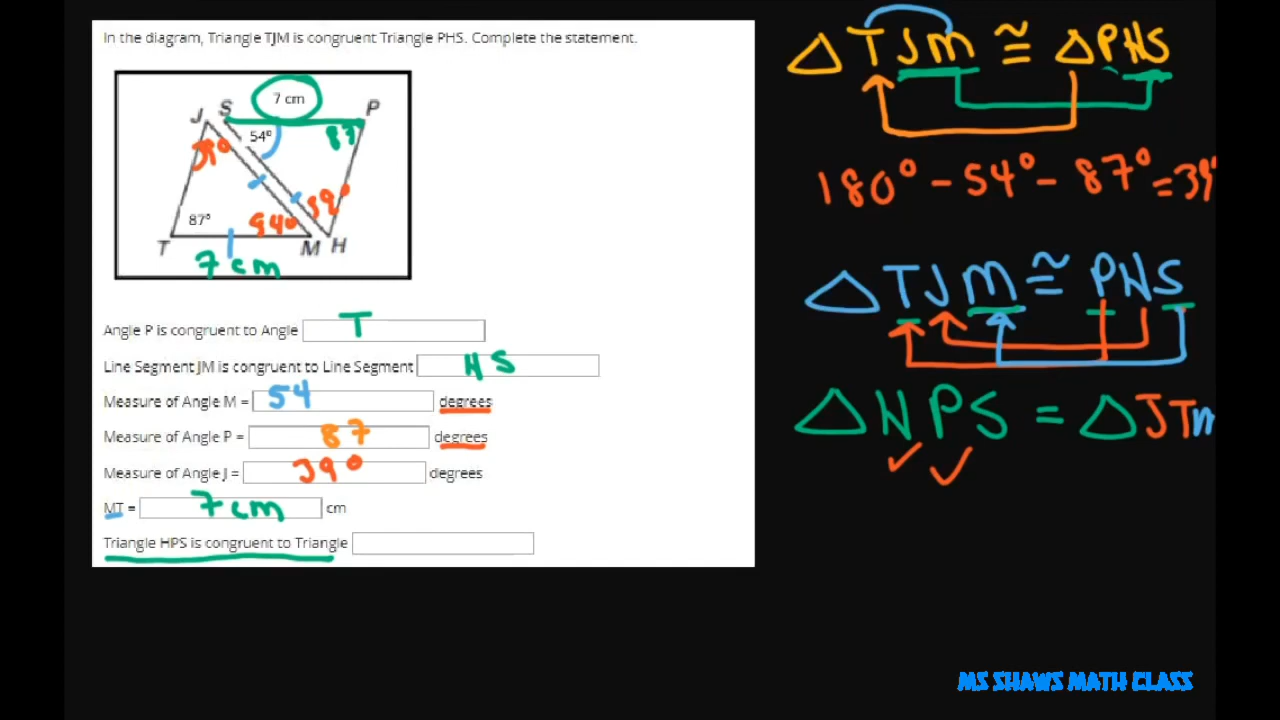 In the diagram, Triangle TJM is congruent Triangle PHS. Complete the statement.
7 cm
J S P
54° 87
39°
39°
87° 54°
T M H
7 cm
Angle P is congruent to Angle T
Line Segment JM is congruent to Line Segment HS
Measure of Angle M = 54 degrees
Measure of Angle P = 87 degrees
Measure of Angle J = 39° degrees
MT = 7 cm cm
Triangle HPS is congruent to Triangle
△TJM ≅ △PHS
180° - 54° - 87° = 39°
△TJM ≅ PHS
△HPS = △JTM
MS SHAWS MATH CLASS